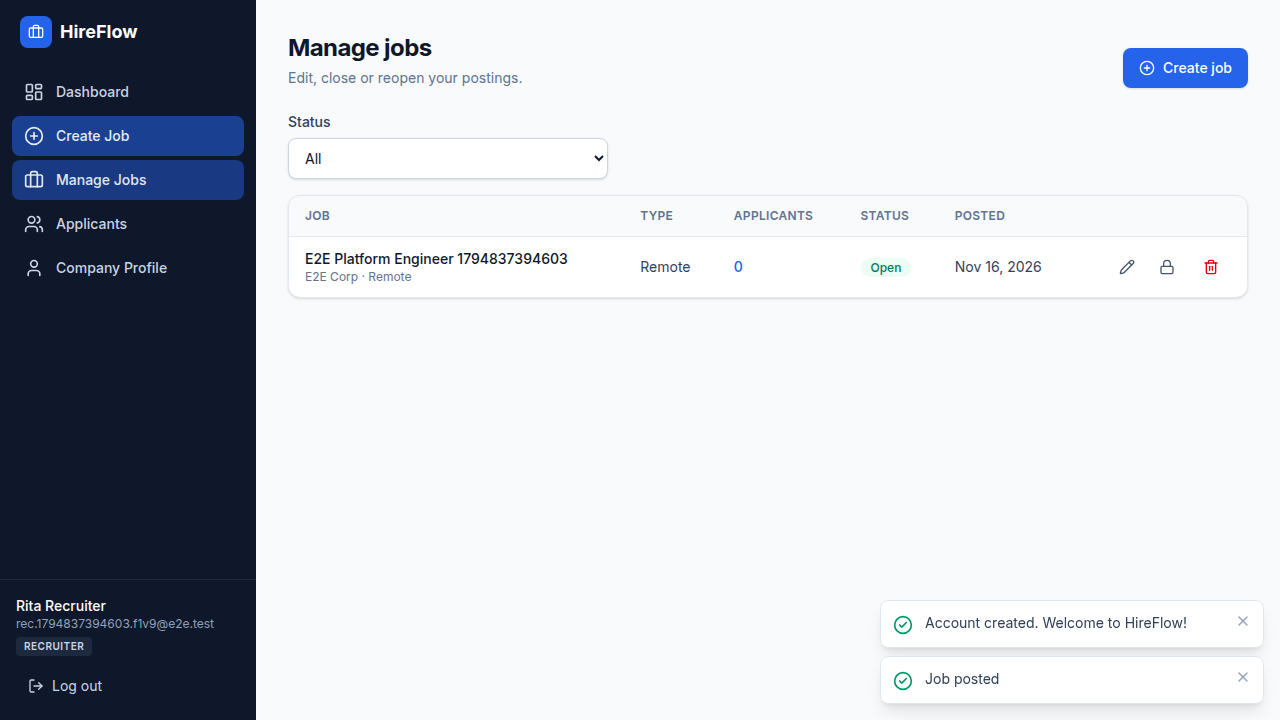 HireFlow
Dashboard
Create Job
Manage Jobs
Applicants
Company Profile
Rita Recruiter
rec.1794837394603.f1v9@e2e.test
RECRUITER
Log out
Manage jobs
Edit, close or reopen your postings.
Create job
Status
All
JOB TYPE APPLICANTS STATUS POSTED
E2E Platform Engineer 1794837394603
E2E Corp · Remote
Remote 0 Open Nov 16, 2026
Account created. Welcome to HireFlow!
Job posted